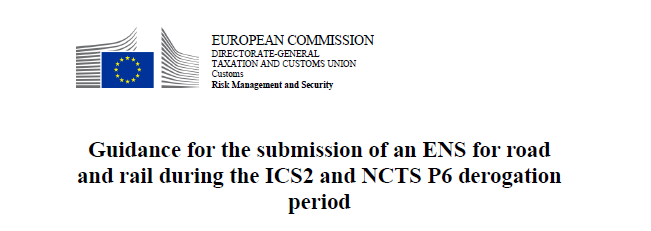 EUROPEAN COMMISSION
DIRECTORATE-GENERAL
TAXATION AND CUSTOMS UNION
Customs
Risk Management and Security
Guidance for the submission of an ENS for road
and rail during the ICS2 and NCTS P6 derogation
period